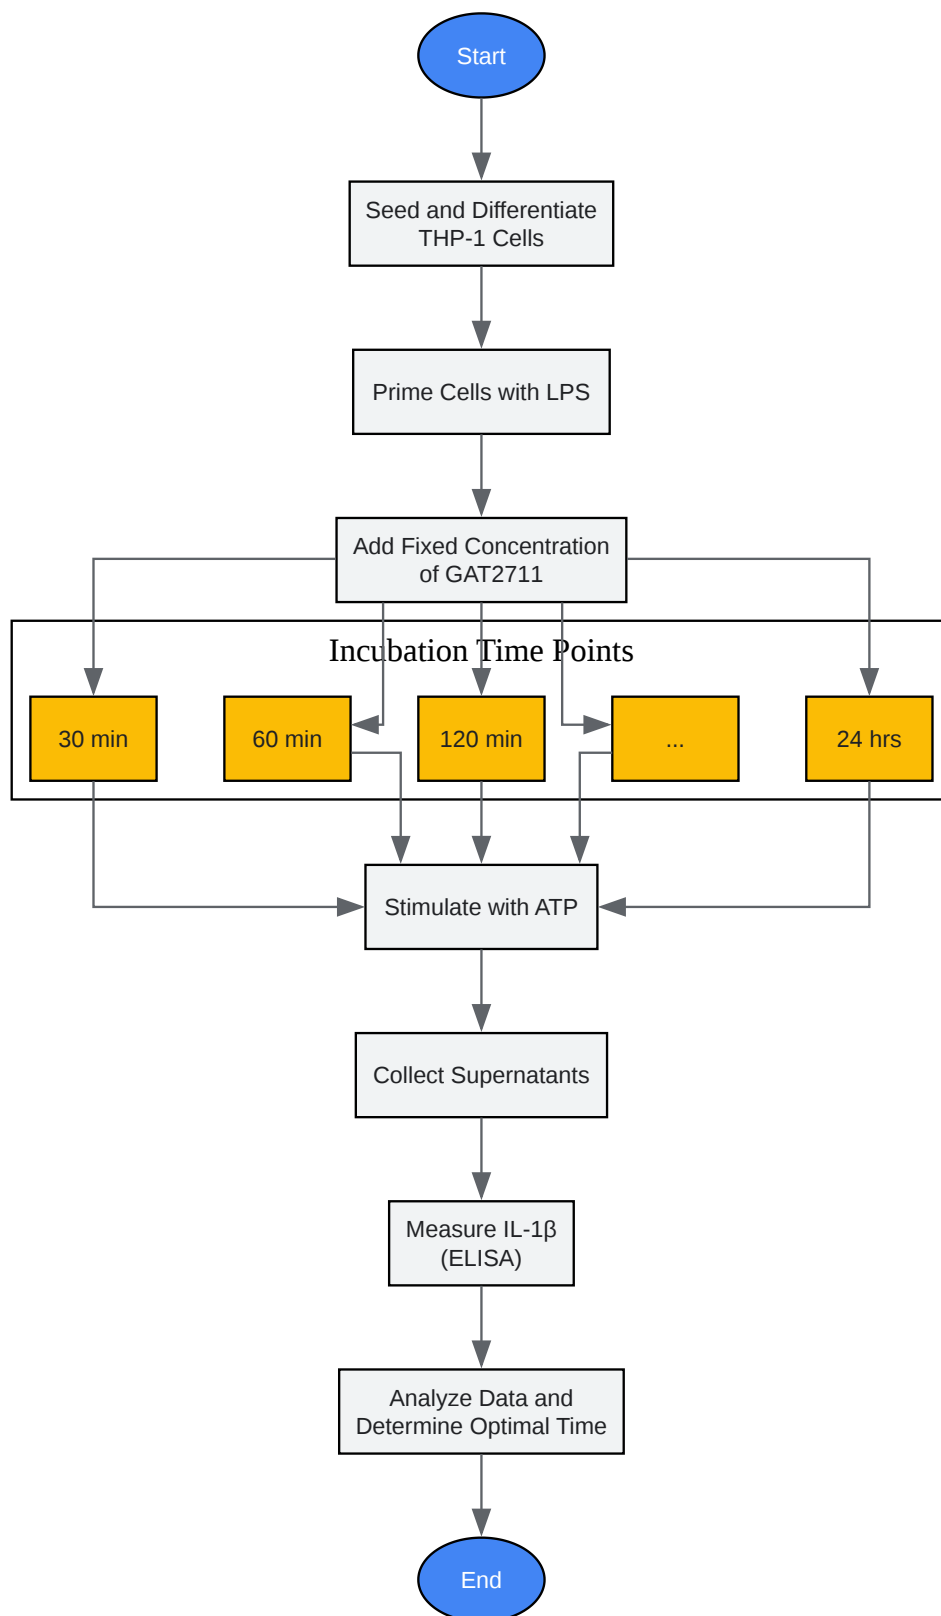 Start
Seed and Differentiate
THP-1 Cells
Prime Cells with LPS
Add Fixed Concentration
of GAT2711
Incubation Time Points
30 min
60 min
120 min
...
24 hrs
Stimulate with ATP
Collect Supernatants
Measure IL-1β
(ELISA)
Analyze Data and
Determine Optimal Time
End